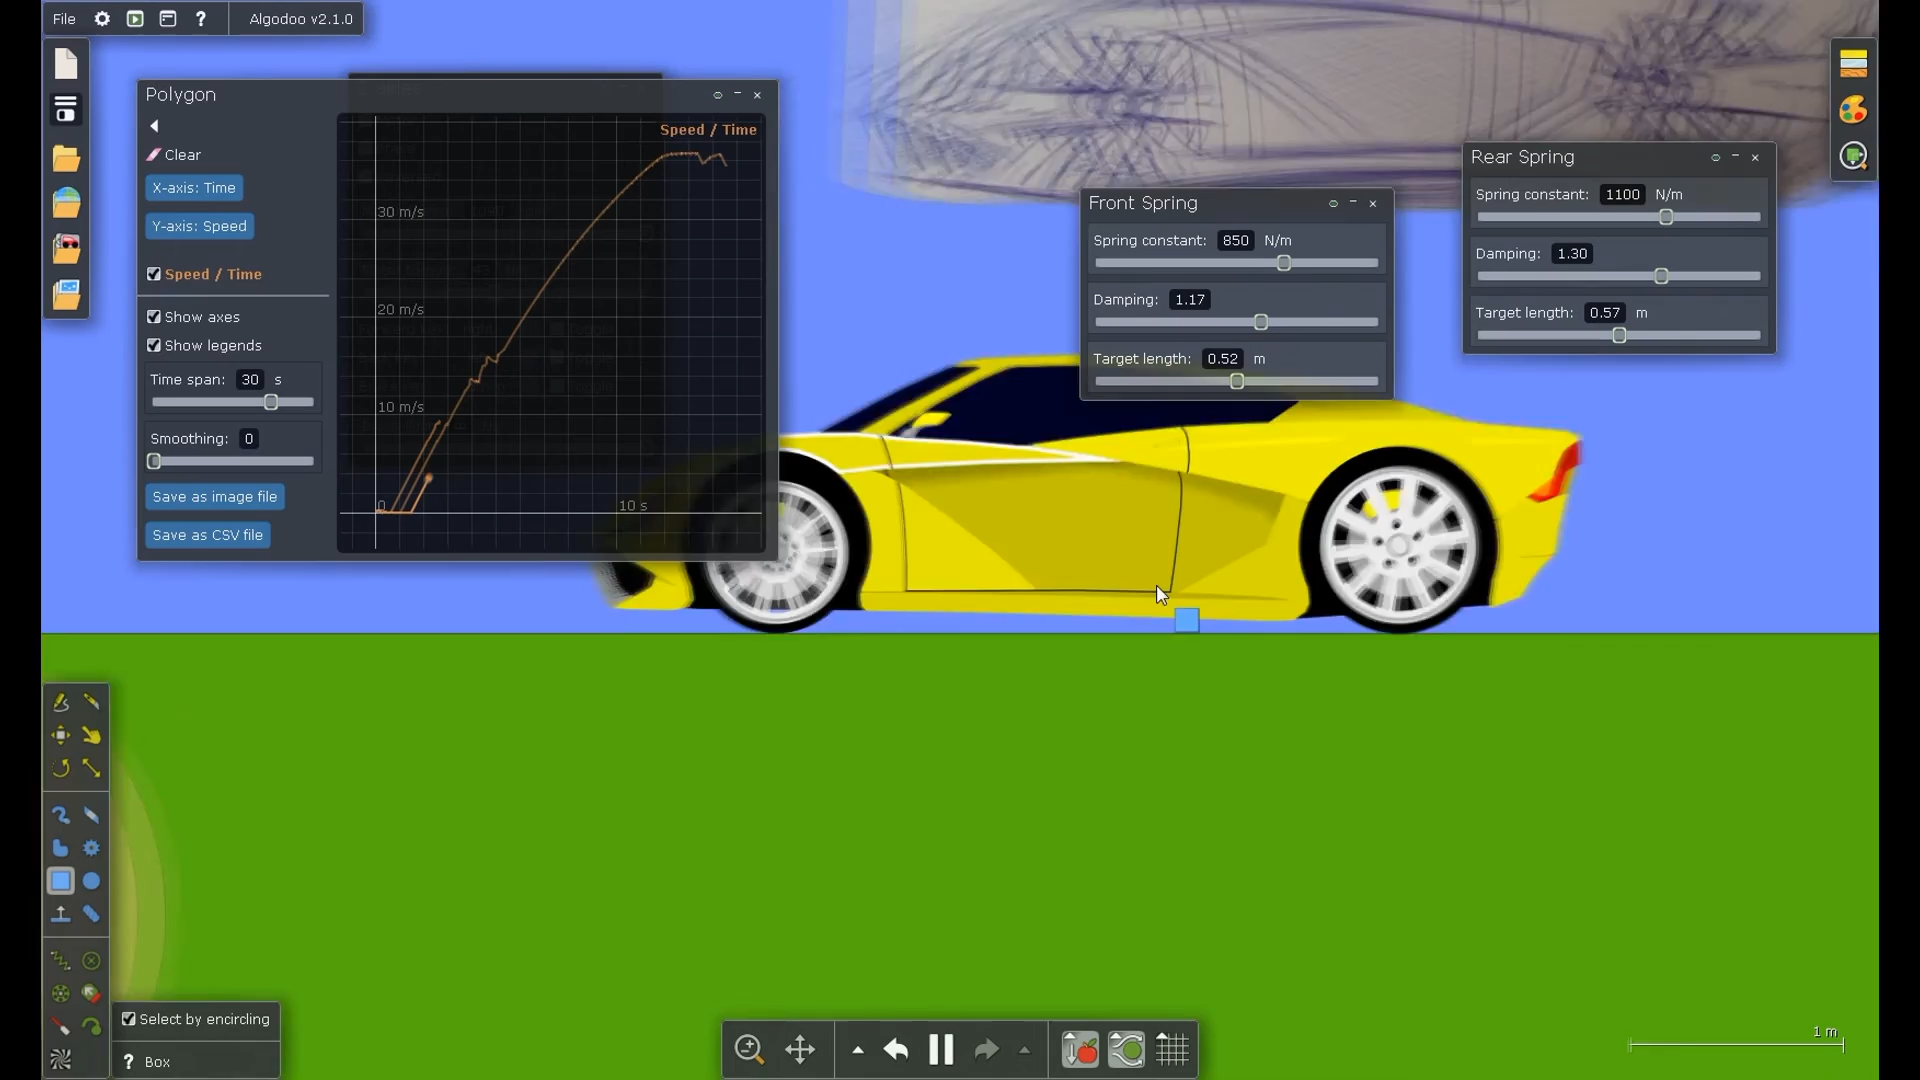 File ? Algodoo v2.1.0
Polygon
Clear
X-axis: Time
Y-axis: Speed
Speed / Time
Show axes
Show legends
Time span: 30 s
Smoothing: 0
Save as image file
Save as CSV file
Speed / Time
30 m/s
20 m/s
10 m/s
0
10 s
Front Spring
Spring constant: 850 N/m
Damping: 1.17
Target length: 0.52 m
Rear Spring
Spring constant: 1100 N/m
Damping: 1.30
Target length: 0.57 m
Select by encircling
? Box
1 m